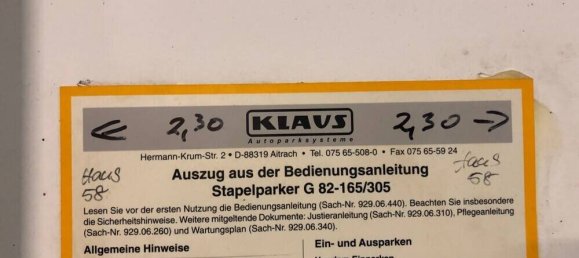 ← 2,30 KLAUS 2,30 →
Autoparksysteme
Hermann-Krum-Str. 2 • D-88319 Aitrach • Tel. 075 65-508-0 • Fax 075 65-59 24
Haus
58
Haus
58
Auszug aus der Bedienungsanleitung
Stapelparker G 82-165/305
Lesen Sie vor der ersten Nutzung die Bedienungsanleitung (Sach-Nr. 929.06.440). Beachten Sie insbesondere
die Sicherheitshinweise. Weitere mitgeltende Dokumente: Justieranleitung (Sach-Nr. 929.06.310), Pflegeanleitung
(Sach-Nr. 929.06.260) und Wartungsplan (Sach-Nr. 929.06.340).
Allgemeine Hinweise
Ein- und Ausparken